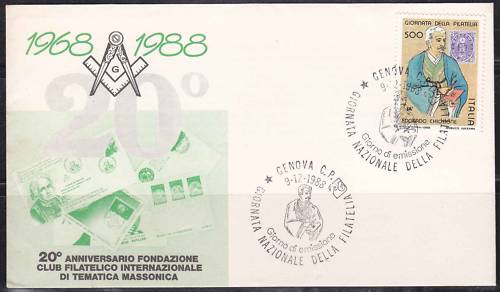 1968 1988
G
20°
20° ANNIVERSARIO FONDAZIONE
CLUB FILATELICO INTERNAZIONALE
DI TEMATICA MASSONICA
GIORNATA DELLA FILATELIA
500
ITALIA
EDOARDO CHIOSSONE
GENOVA C.P.
9-12-1988
Giorno di emissione
GIORNATA NAZIONALE DELLA FILATELIA
GENOVA
9-12-1988
Giorno di emissione
GIORNATA NAZIONALE DELLA FILATELIA